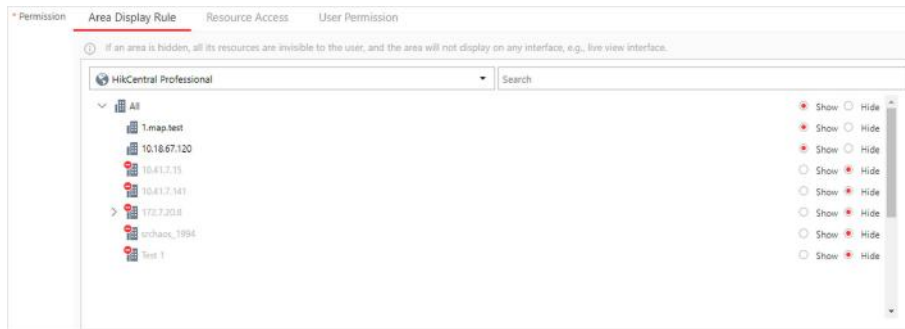 * Permission Area Display Rule Resource Access User Permission
If an area is hidden, all its resources are invisible to the user, and the area will not display on any interface, e.g., live view interface.
HikCentral Professional Search
All Show Hide
1.map.test Show Hide
10.18.67.120 Show Hide
10.41.7.15 Show Hide
10.41.7.141 Show Hide
172.7.20.8 Show Hide
srchaos_1994 Show Hide
Test 1 Show Hide